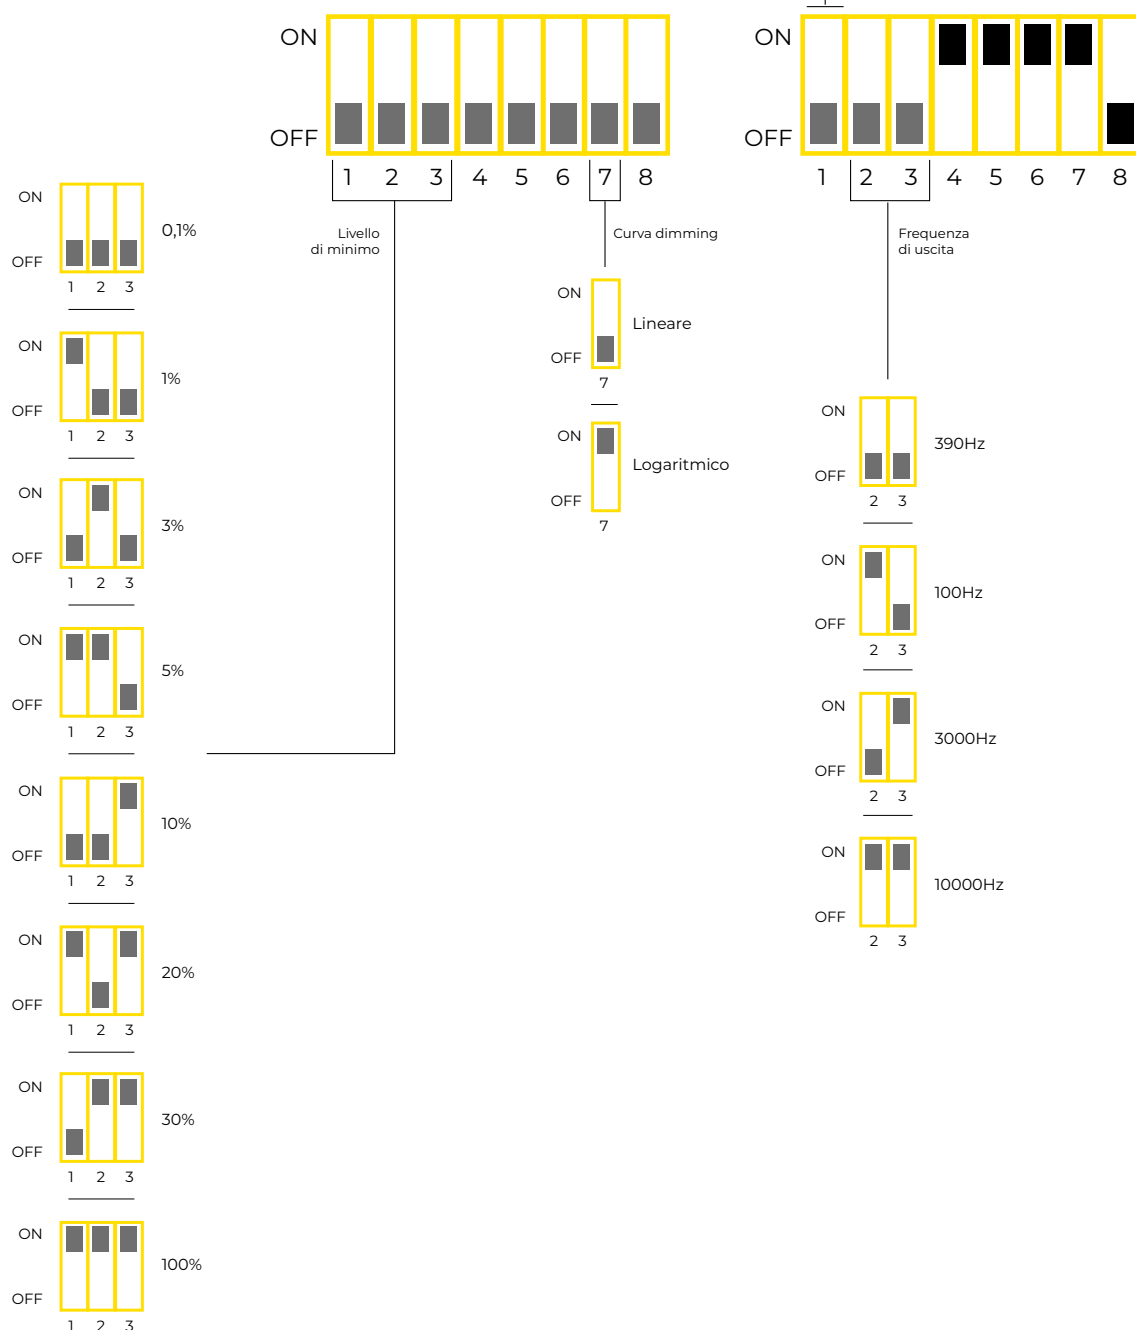 ON
OFF
1 2 3 4 5 6 7 8
Livello
di minimo
Curva dimming
ON
OFF
1 2 3 4 5 6 7 8
Frequenza
di uscita
ON
OFF
1 2 3
0,1%
ON
OFF
1 2 3
1%
ON
OFF
1 2 3
3%
ON
OFF
1 2 3
5%
ON
OFF
1 2 3
10%
ON
OFF
1 2 3
20%
ON
OFF
1 2 3
30%
ON
OFF
1 2 3
100%
ON
OFF
7
Lineare
ON
OFF
7
Logaritmico
ON
OFF
2 3
390Hz
ON
OFF
2 3
100Hz
ON
OFF
2 3
3000Hz
ON
OFF
2 3
10000Hz